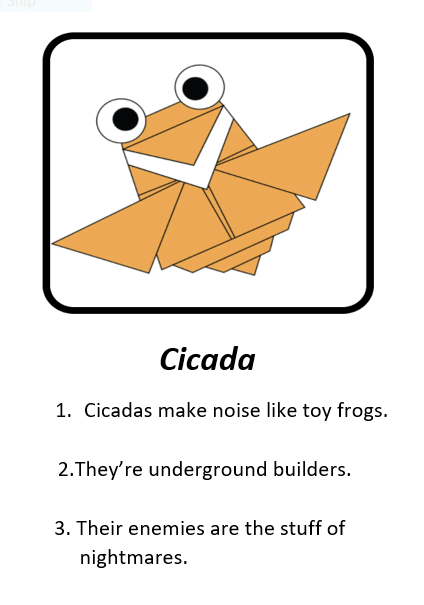 Ship
Cicada
1. Cicadas make noise like toy frogs.
2.They’re underground builders.
3. Their enemies are the stuff of
nightmares.